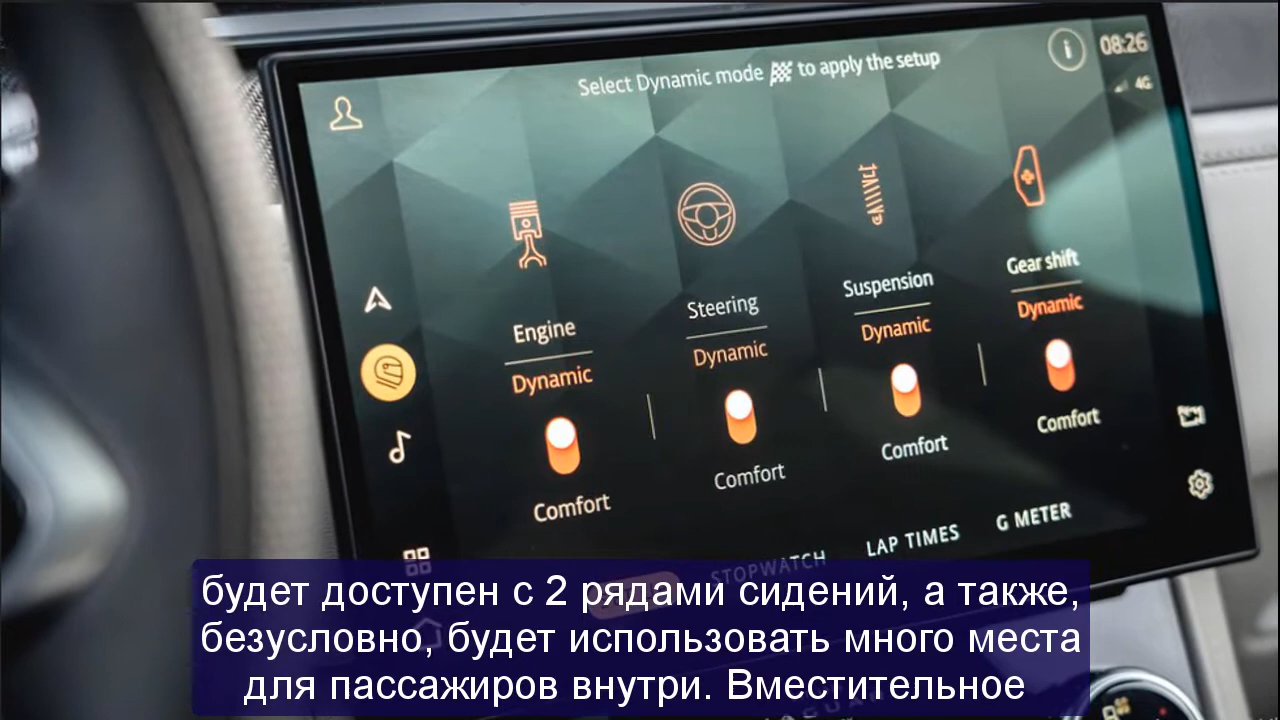 Select Dynamic mode to apply the setup
08:26
4G
Engine
Dynamic
Comfort
Steering
Dynamic
Comfort
Suspension
Dynamic
Comfort
Gear shift
Dynamic
Comfort
STOPWATCH
LAP TIMES
G METER
будет доступен с 2 рядами сидений, а также,
безусловно, будет использовать много места
для пассажиров внутри. Вместительное